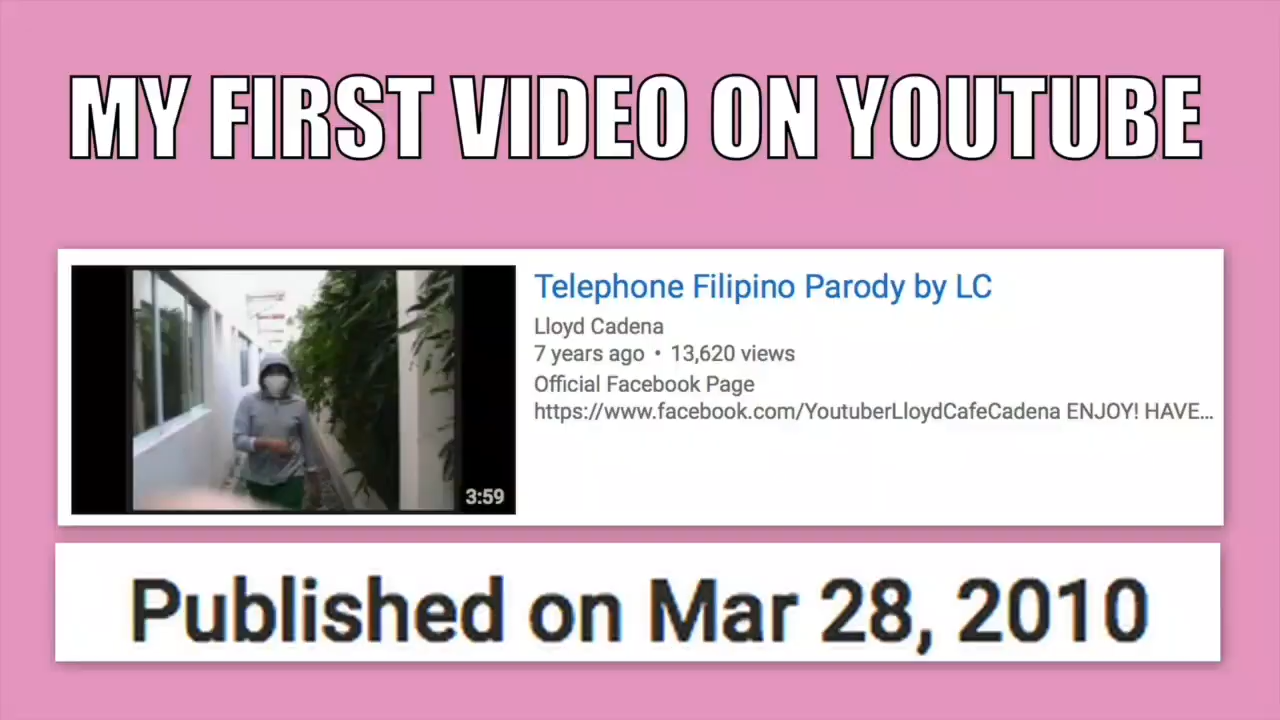 MY FIRST VIDEO ON YOUTUBE
Telephone Filipino Parody by LC
Lloyd Cadena
7 years ago • 13,620 views
Official Facebook Page
https://www.facebook.com/YoutuberLloydCafeCadena ENJOY! HAVE...
3:59
Published on Mar 28, 2010